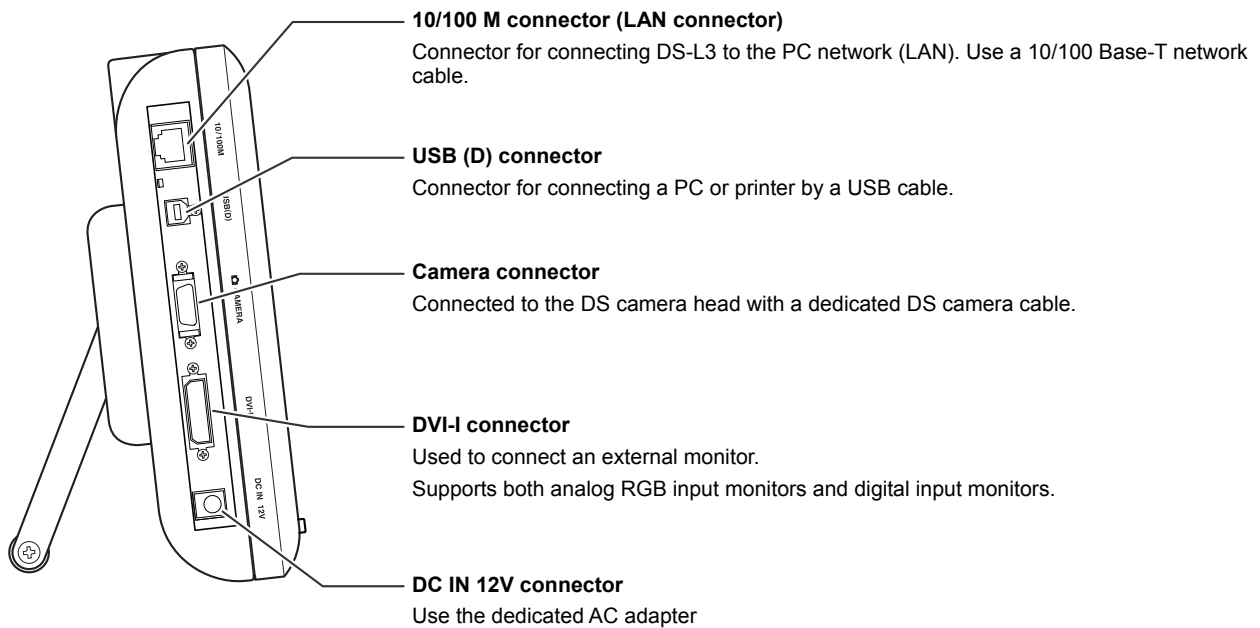 10/100 M connector (LAN connector)
Connector for connecting DS-L3 to the PC network (LAN). Use a 10/100 Base-T network
cable.
10/100M
USB (D) connector
Connector for connecting a PC or printer by a USB cable.
SB(D)
Camera connector
Connected to the DS camera head with a dedicated DS camera cable.
AMERA
DVI-I connector
Used to connect an external monitor.
Supports both analog RGB input monitors and digital input monitors.
DVI-I
DC IN 12V
DC IN 12V connector
Use the dedicated AC adapter